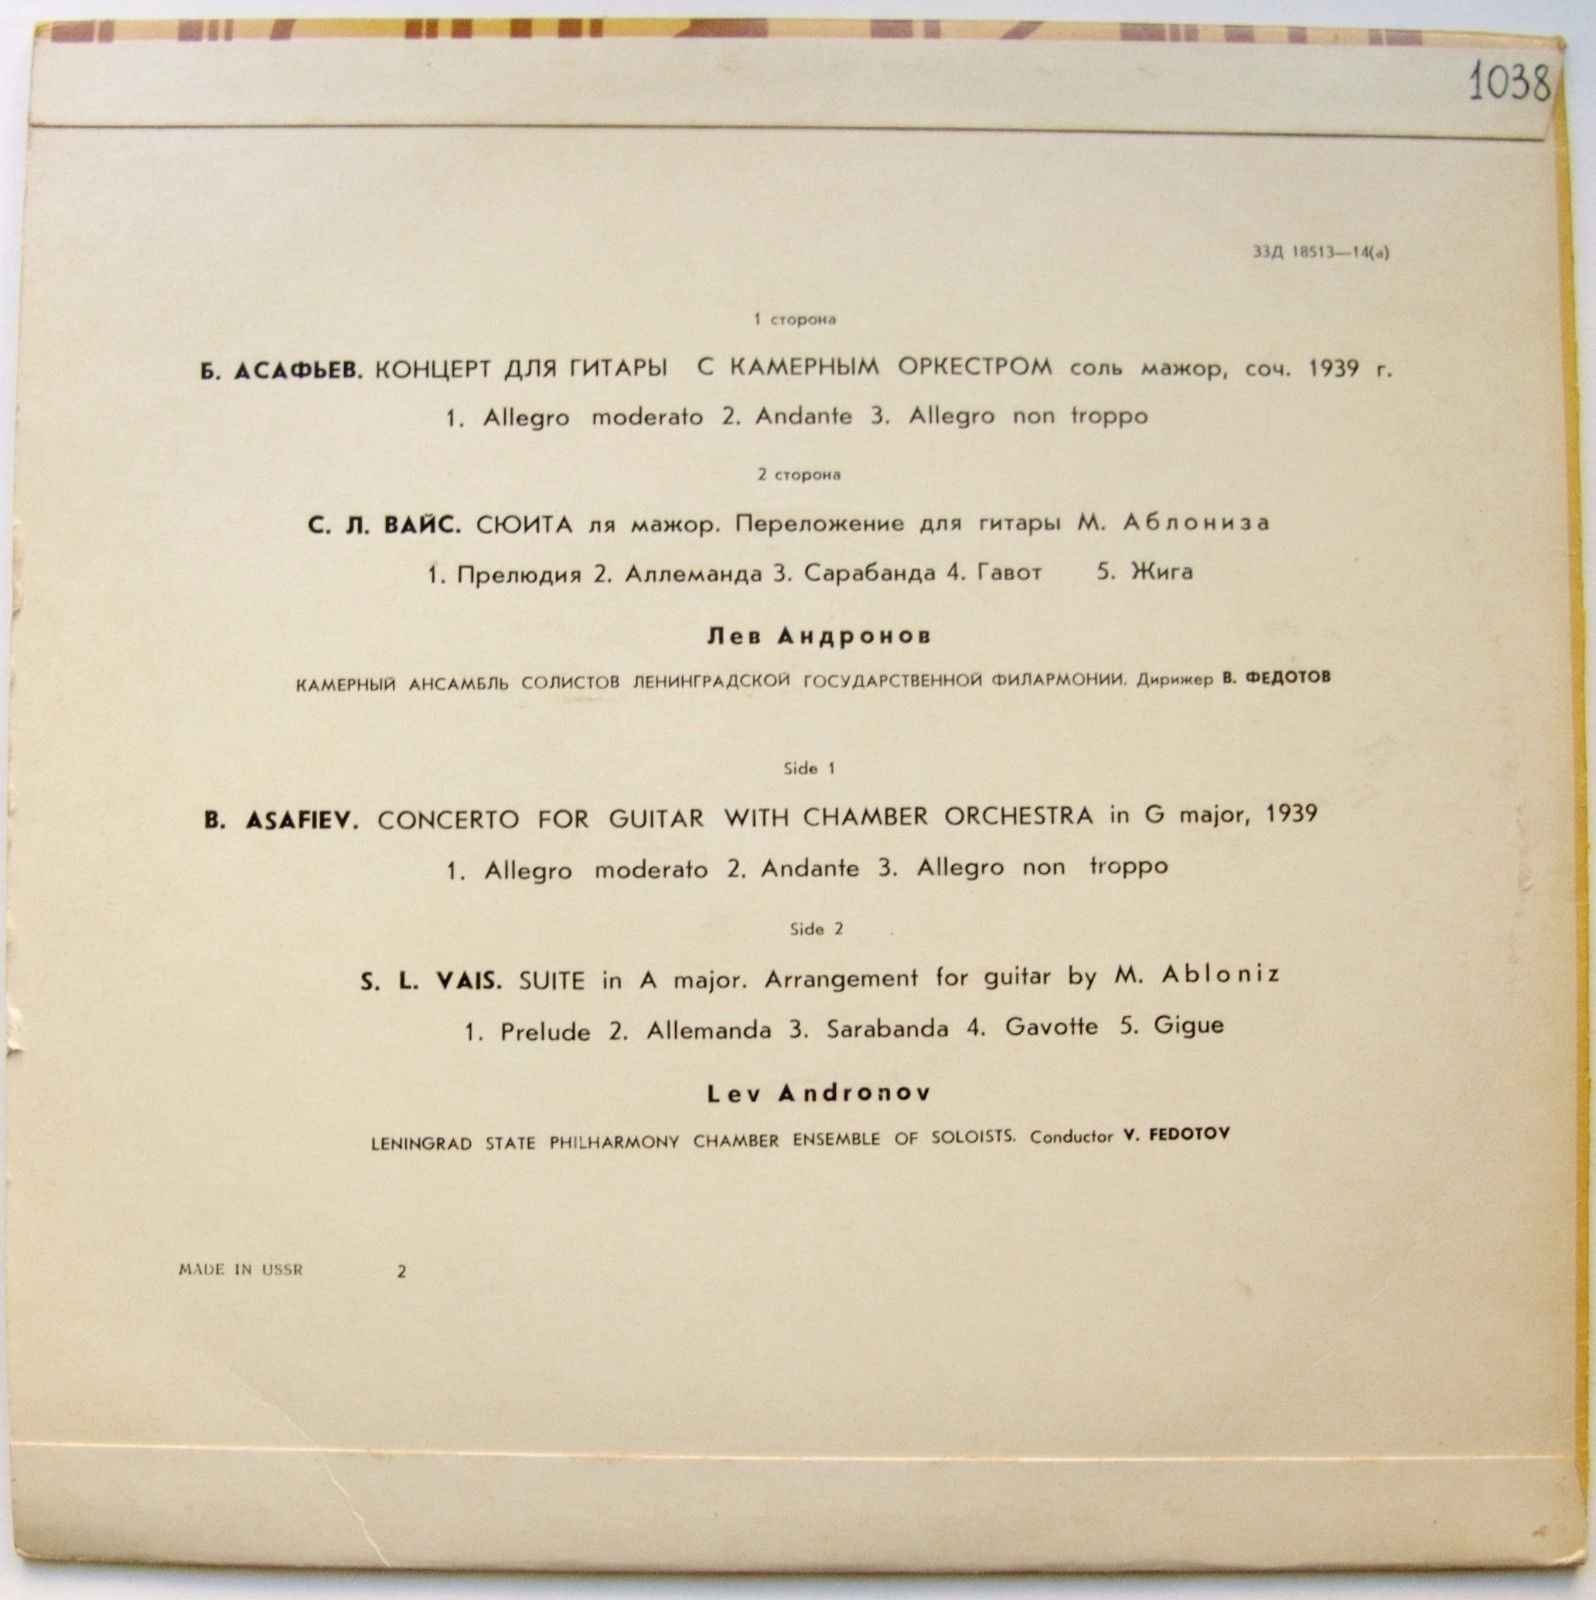 1038
33Д 18513—14(а)
1 сторона
Б. АСАФЬЕВ. КОНЦЕРТ ДЛЯ ГИТАРЫ С КАМЕРНЫМ ОРКЕСТРОМ соль мажор, соч. 1939 г.
1. Allegro moderato 2. Andante 3. Allegro non troppo
2 сторона
С. Л. ВАЙС. СЮИТА ля мажор. Переложение для гитары М. Аблониза
1. Прелюдия 2. Аллеманда 3. Сарабанда 4. Гавот 5. Жига
Лев Андронов
КАМЕРНЫЙ АНСАМБЛЬ СОЛИСТОВ ЛЕНИНГРАДСКОЙ ГОСУДАРСТВЕННОЙ ФИЛАРМОНИИ. Дирижер В. ФЕДОТОВ
Side 1
B. ASAFIEV. CONCERTO FOR GUITAR WITH CHAMBER ORCHESTRA in G major, 1939
1. Allegro moderato 2. Andante 3. Allegro non troppo
Side 2
S. L. VAIS. SUITE in A major. Arrangement for guitar by M. Abloniz
1. Prelude 2. Allemanda 3. Sarabanda 4. Gavotte 5. Gigue
Lev Andronov
LENINGRAD STATE PHILHARMONY CHAMBER ENSEMBLE OF SOLOISTS. Conductor V. FEDOTOV
MADE IN USSR 2